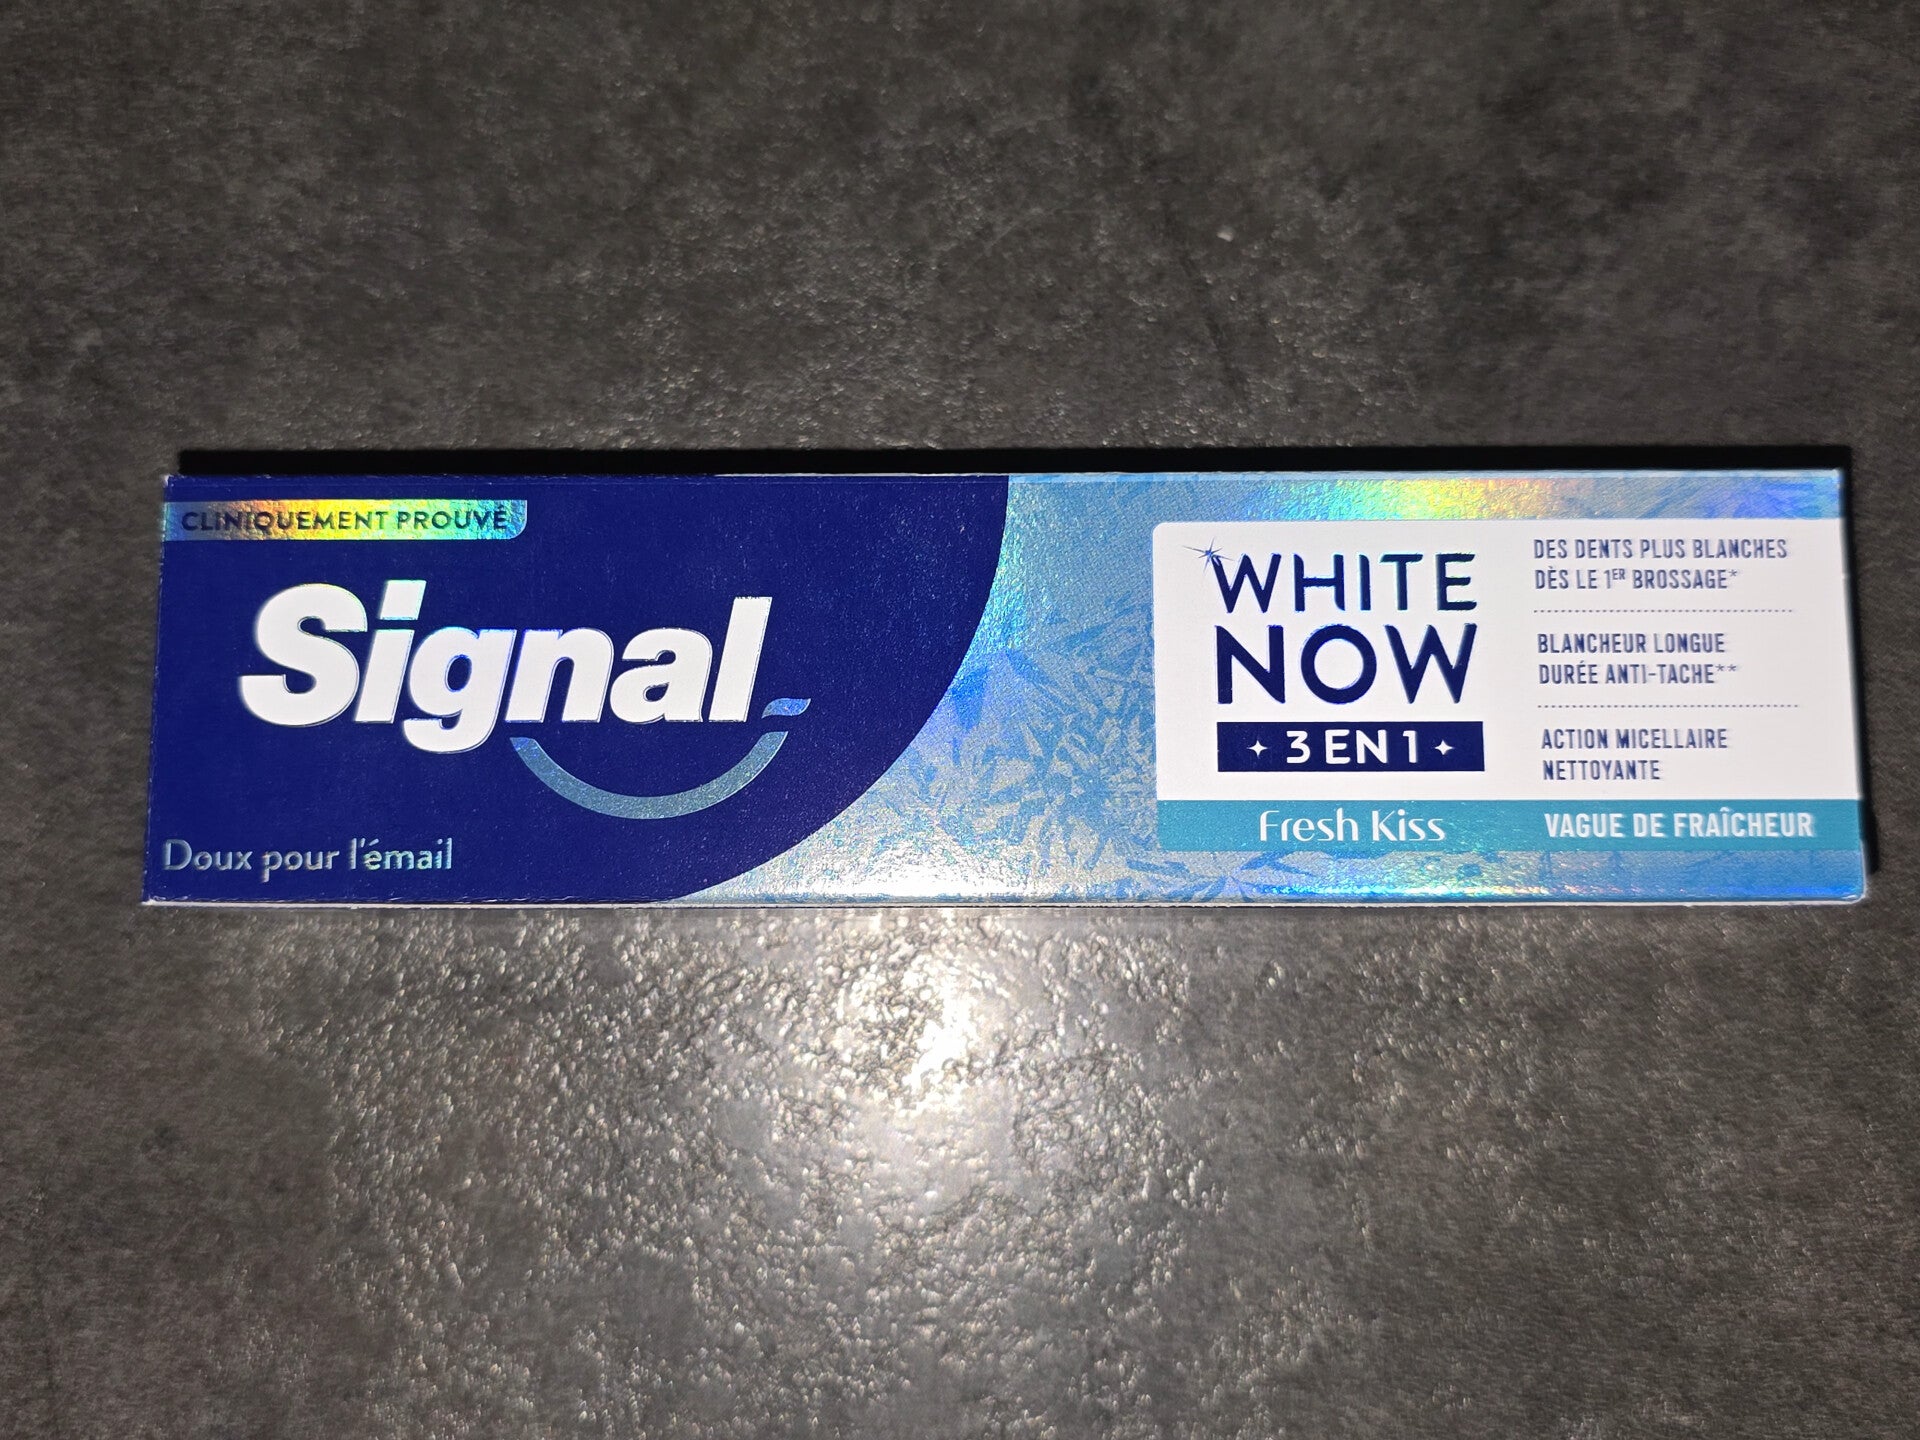 CLINIQUEMENT PROUVÉ
Signal
Doux pour l'émail
WHITE
NOW
3 EN 1
Fresh Kiss
DES DENTS PLUS BLANCHES
DÈS LE 1ER BROSSAGE*
BLANCHEUR LONGUE
DURÉE ANTI-TACHE**
ACTION MICELLAIRE
NETTOYANTE
VAGUE DE FRAÎCHEUR